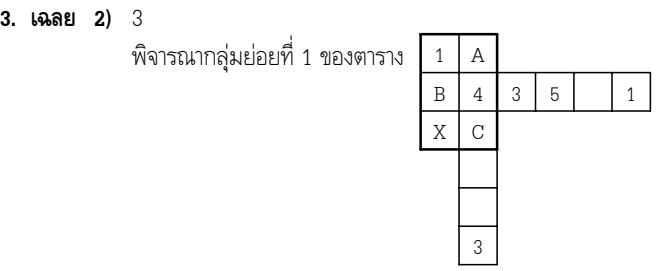 3. เฉลย 2) 3
พิจารณากลุ่มย่อยที่ 1 ของตาราง
1 A
B 4 3 5 1
X C
3